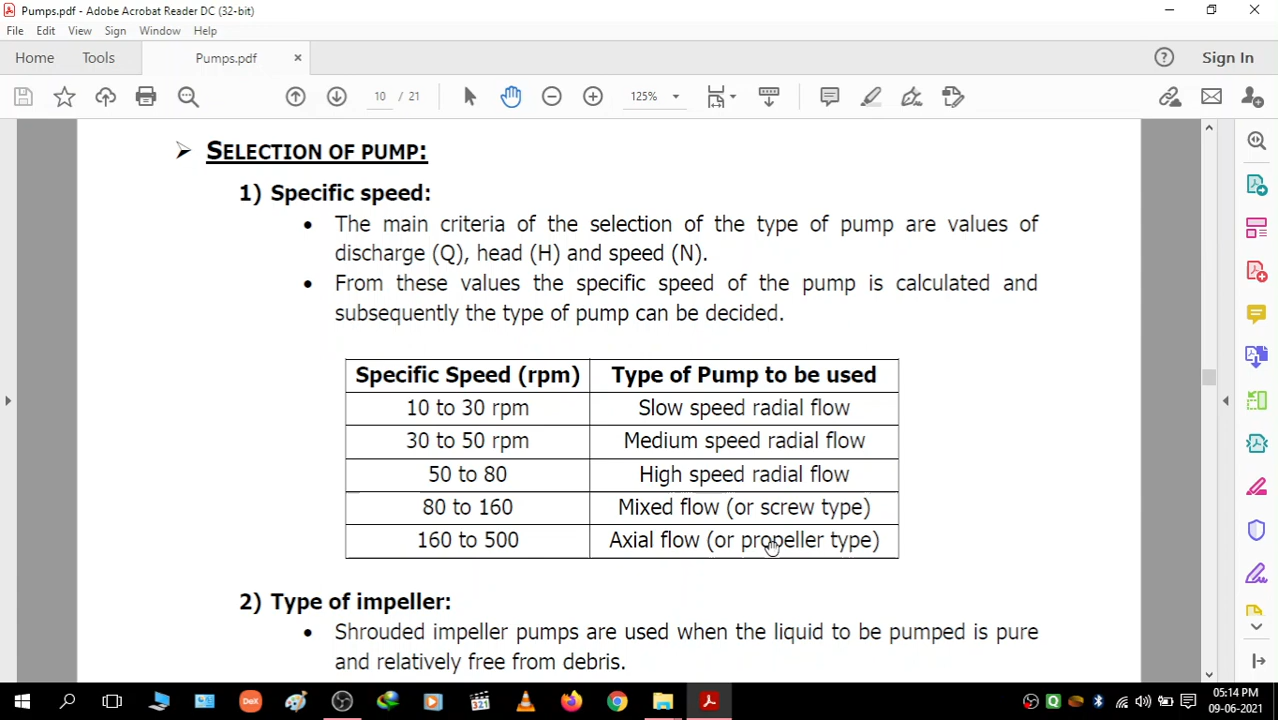 Pumps.pdf - Adobe Acrobat Reader DC (32-bit)
File Edit View Sign Window Help
Home Tools Pumps.pdf × ? Sign In
10 / 21 125%
➢ SELECTION OF PUMP:
1) Specific speed:
• The main criteria of the selection of the type of pump are values of
discharge (Q), head (H) and speed (N).
• From these values the specific speed of the pump is calculated and
subsequently the type of pump can be decided.
Specific Speed (rpm) Type of Pump to be used
10 to 30 rpm Slow speed radial flow
30 to 50 rpm Medium speed radial flow
50 to 80 High speed radial flow
80 to 160 Mixed flow (or screw type)
160 to 500 Axial flow (or propeller type)
2) Type of impeller:
• Shrouded impeller pumps are used when the liquid to be pumped is pure
and relatively free from debris.
DeX 321 05:14 PM
09-06-2021